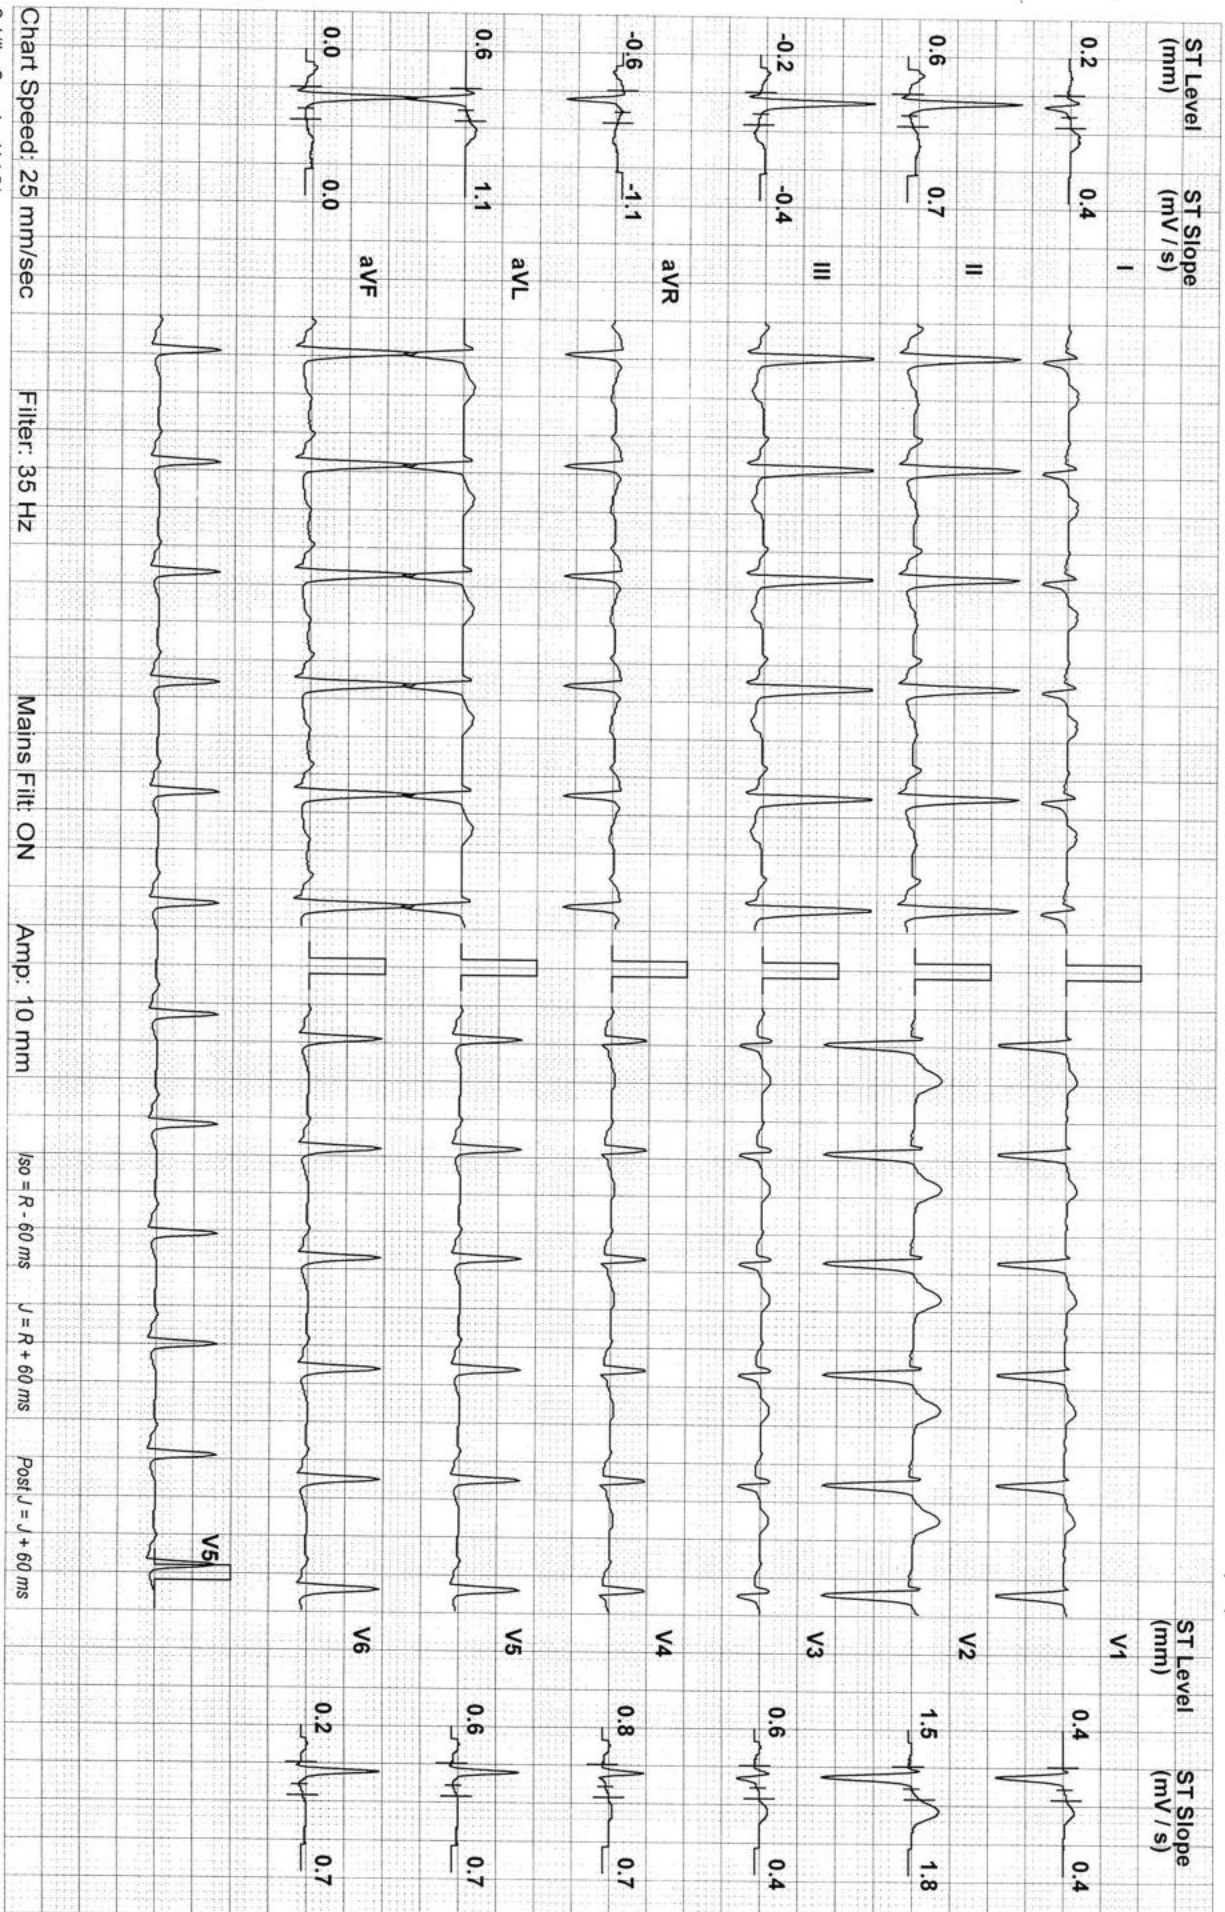 ST Level ST Slope ST Level ST Slope
(mm) (mV / s) (mm) (mV / s)
I V1
0.2 0.4 0.4 0.4
II V2
0.6 0.7 1.5 1.8
III V3
-0.2 -0.4 0.6 0.4
aVR V4
-0.6 -1.1 0.8 0.7
aVL V5
0.6 1.1 0.6 0.7
aVF V6
0.0 0.0 0.2 0.7
V5
Chart Speed: 25 mm/sec Filter: 35 Hz Mains Filt: ON Amp: 10 mm Iso = R - 60 ms J = R + 60 ms Post J = J + 60 ms